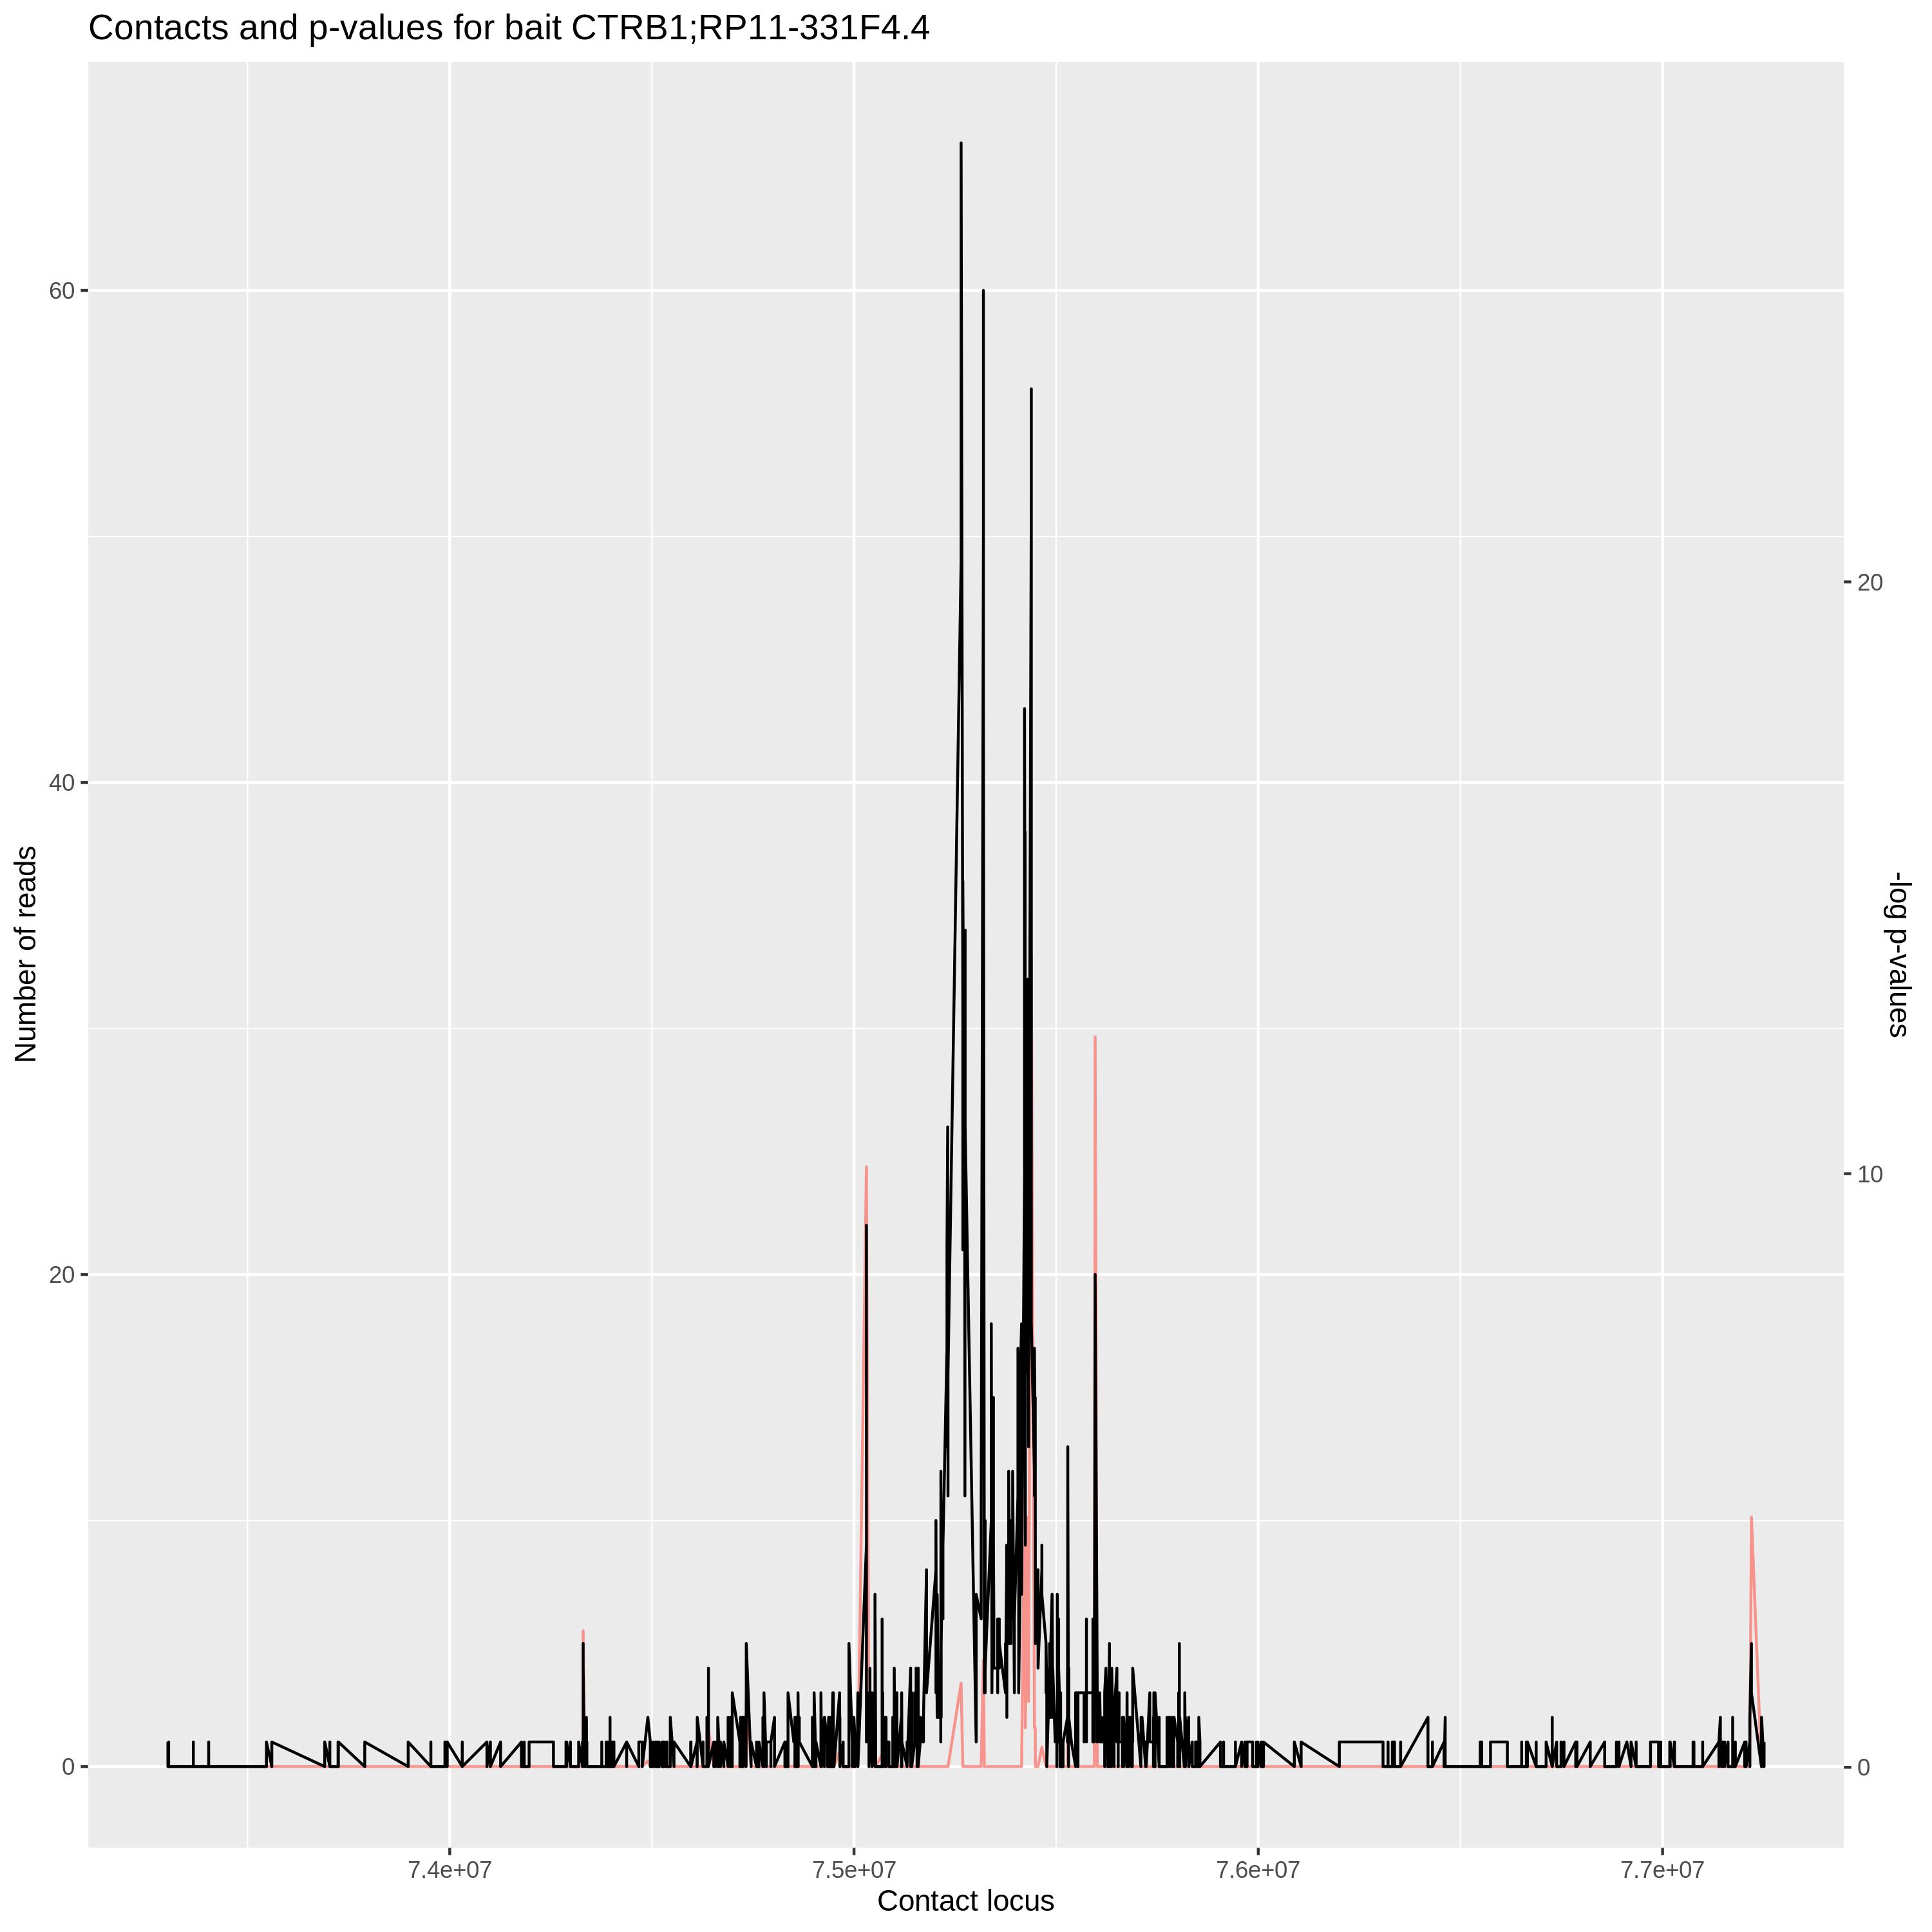 Contacts and p-values for bait CTRB1;RP11-331F4.4
60
40
20
0
Number of reads
20
10
0
-log p-values
7.4e+07
7.5e+07
7.6e+07
7.7e+07
Contact locus